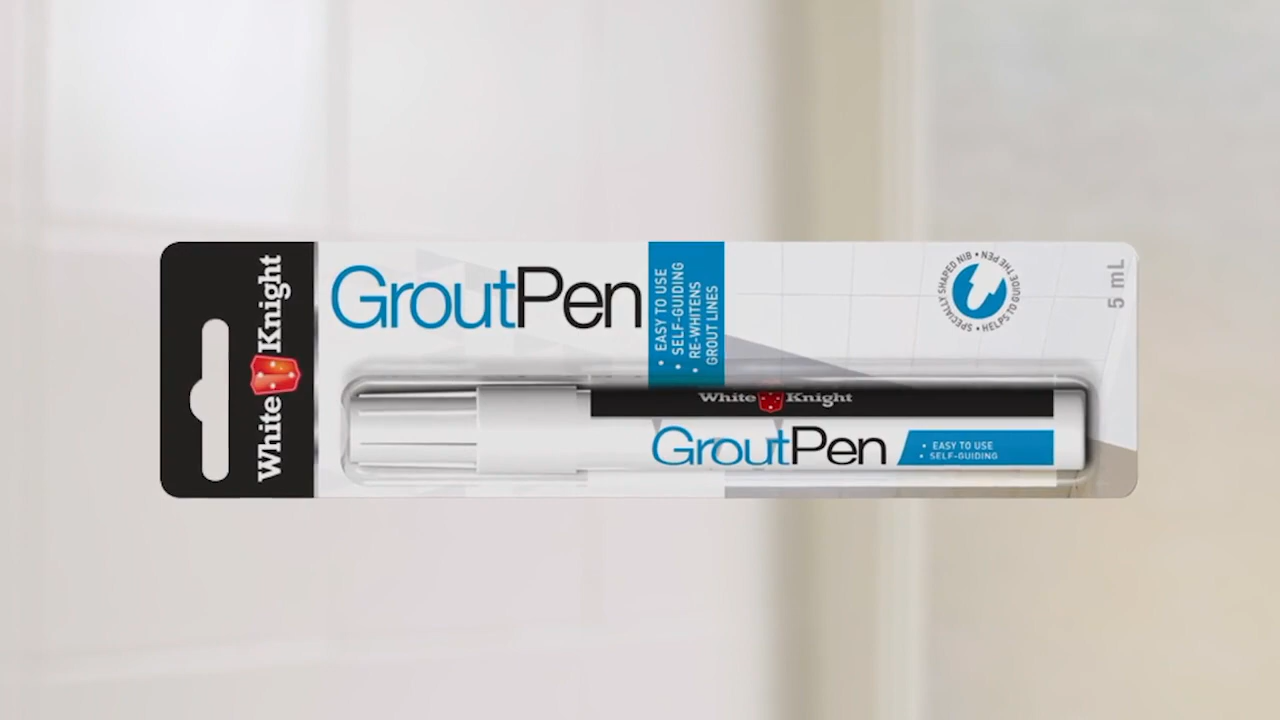 White Knight
GroutPen
• EASY TO USE
• SELF-GUIDING
• RE-WHITENS
GROUT LINES
SPECIALLY SHAPED NIB • HELPS TO GUIDE THE PEN •
5 mL
White Knight
GroutPen
• EASY TO USE
• SELF-GUIDING